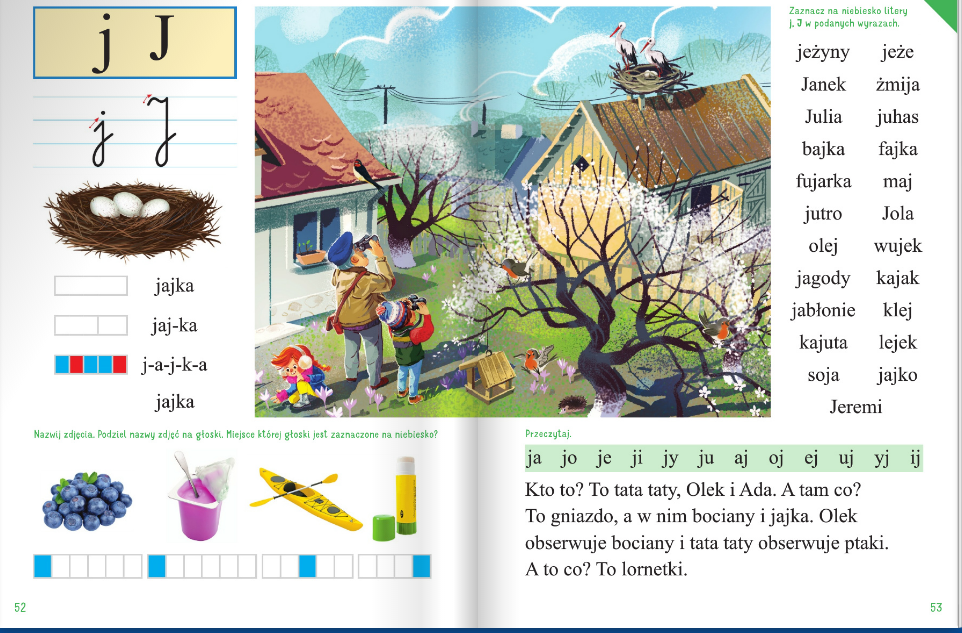 j J
j J
jajka
jaj-ka
j-a-j-k-a
jajka
Nazwij zdjęcia. Podziel nazwy zdjęć na głoski. Miejsce której głoski jest zaznaczone na niebiesko?
52
Zaznacz na niebiesko litery
j, J w podanych wyrazach.
jeżyny jeże
Janek żmija
Julia juhas
bajka fajka
fujarka maj
jutro Jola
olej wujek
jagody kajak
jabłonie klej
kajuta lejek
soja jajko
Jeremi
Przeczytaj.
ja jo je ji jy ju aj oj ej uj yj ij
Kto to? To tata taty, Olek i Ada. A tam co?
To gniazdo, a w nim bociany i jajka. Olek
obserwuje bociany i tata taty obserwuje ptaki.
A to co? To lornetki.
53